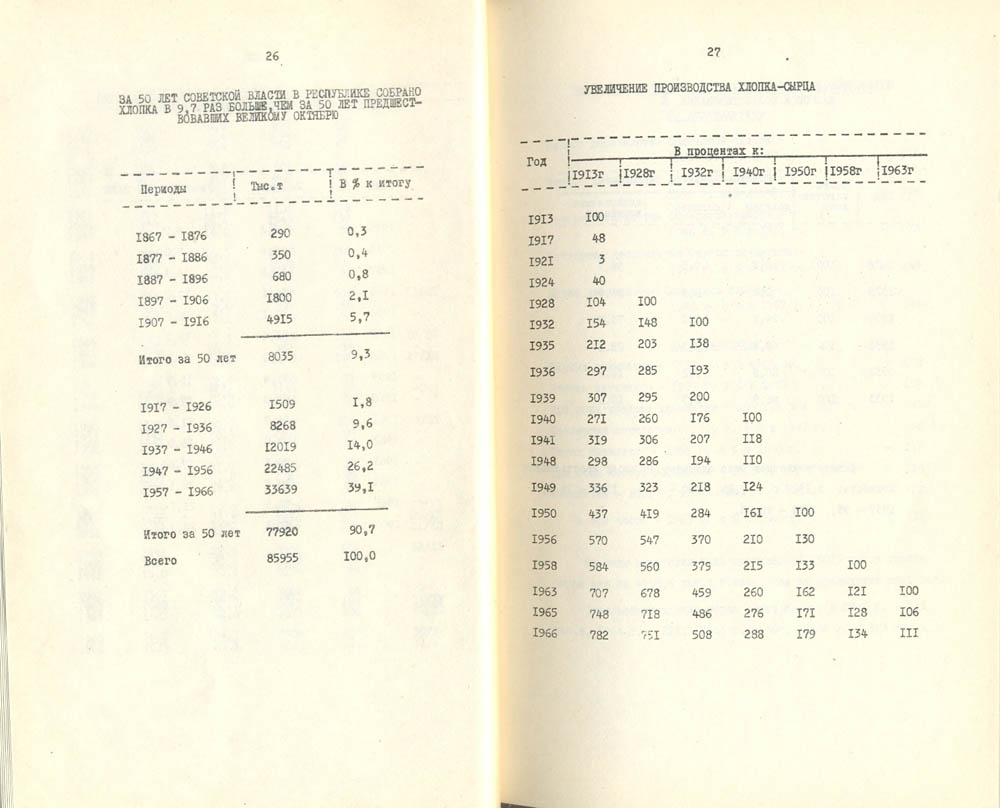 26
ЗА 50 ЛЕТ СОВЕТСКОЙ ВЛАСТИ В РЕСПУБЛИКЕ СОБРАНО
ХЛОПКА В 9,7 РАЗ БОЛЬШЕ,ЧЕМ ЗА 50 ЛЕТ ПРЕДШЕСТ-
ВОВАВШИХ ВЕЛИКОМУ ОКТЯБРЮ
Периоды ! Тыс.т ! В % к итогу
1867 - 1876 290 0,3
1877 - 1886 350 0,4
1887 - 1896 680 0,8
1897 - 1906 1800 2,1
1907 - 1916 4915 5,7
Итого за 50 лет 8035 9,3
1917 - 1926 1509 1,8
1927 - 1936 8268 9,6
1937 - 1946 12019 14,0
1947 - 1956 22485 26,2
1957 - 1966 33639 39,1
Итого за 50 лет 77920 90,7
Всего 85955 100,0
27
УВЕЛИЧЕНИЕ ПРОИЗВОДСТВА ХЛОПКА-СЫРЦА
Год ! В процентах к:
!1913г !1928г !1932г !1940г !1950г !1958г !1963г
1913 100
1917 48
1921 3
1924 40
1928 104 100
1932 154 148 100
1935 212 203 138
1936 297 285 193
1939 307 295 200
1940 271 260 176 100
1941 319 306 207 118
1948 298 286 194 110
1949 336 323 218 124
1950 437 419 284 161 100
1956 570 547 370 210 130
1958 584 560 379 215 133 100
1963 707 678 459 260 162 121 100
1965 748 718 486 276 171 128 106
1966 782 751 508 288 179 134 111